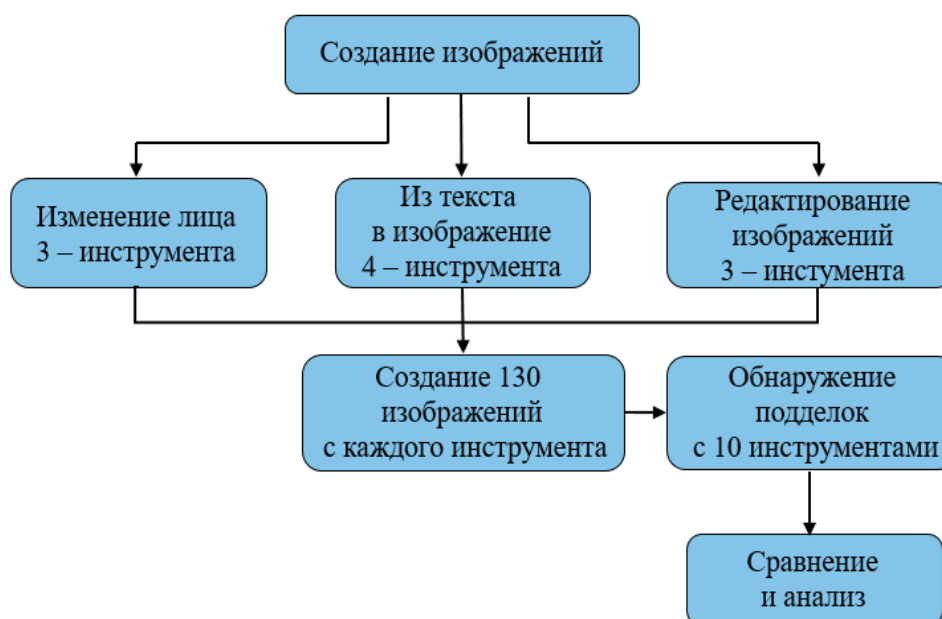 Создание изображений
Изменение лица
3 – инструмента
Из текста
в изображение
4 – инструмента
Редактирование
изображений
3 – инстумента
Создание 130
изображений
с каждого инструмента
Обнаружение
подделок
с 10 инструментами
Сравнение
и анализ